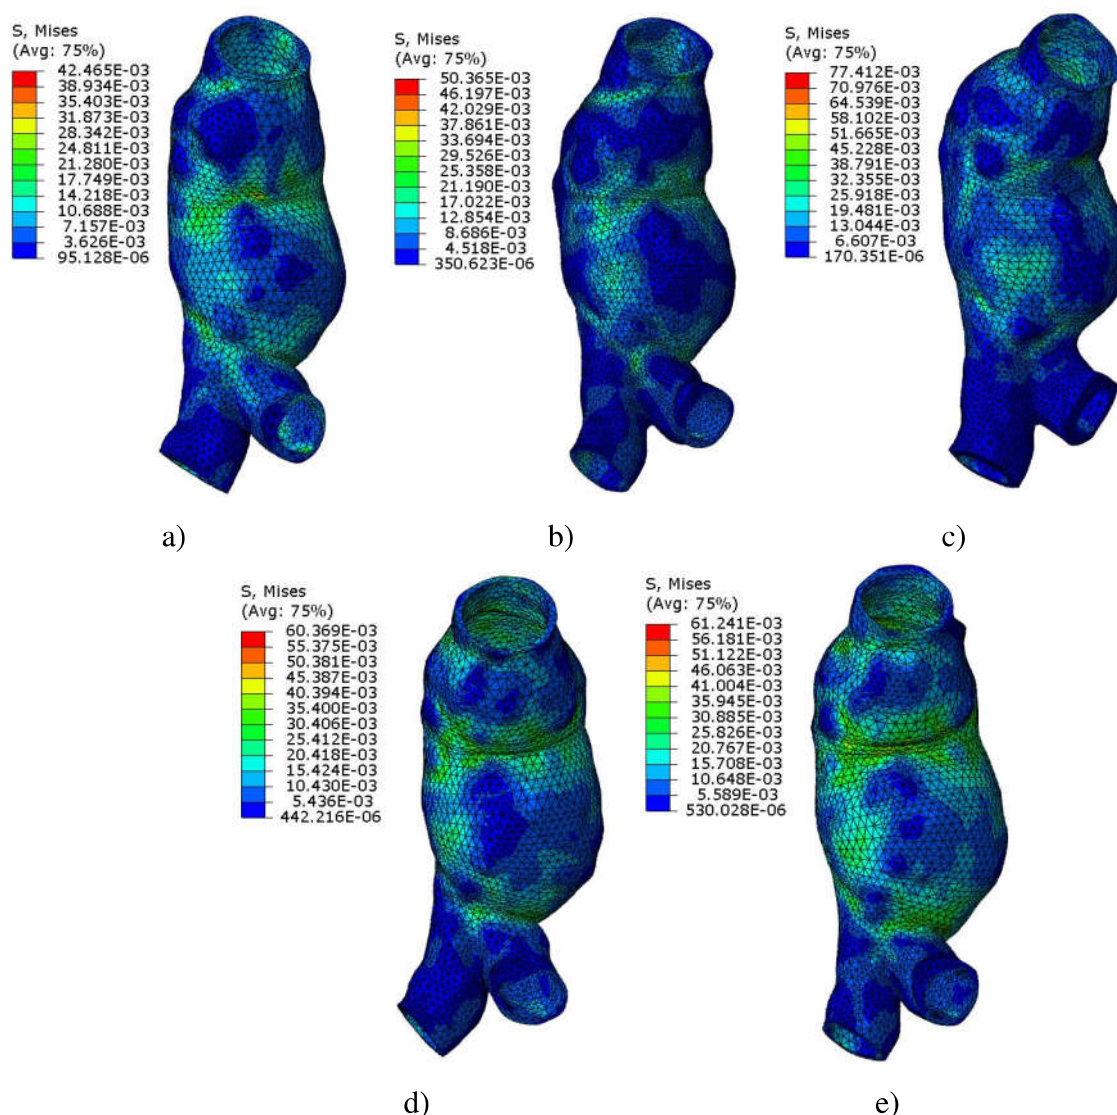 S, Mises
(Avg: 75%)
42.465E-03
38.934E-03
35.403E-03
31.873E-03
28.342E-03
24.811E-03
21.280E-03
17.749E-03
14.218E-03
10.688E-03
7.157E-03
3.626E-03
95.128E-06
a)
S, Mises
(Avg: 75%)
50.365E-03
46.197E-03
42.029E-03
37.861E-03
33.694E-03
29.526E-03
25.358E-03
21.190E-03
17.022E-03
12.854E-03
8.686E-03
4.518E-03
350.623E-06
b)
S, Mises
(Avg: 75%)
77.412E-03
70.976E-03
64.539E-03
58.102E-03
51.665E-03
45.228E-03
38.791E-03
32.355E-03
25.918E-03
19.481E-03
13.044E-03
6.607E-03
170.351E-06
c)
S, Mises
(Avg: 75%)
60.369E-03
55.375E-03
50.381E-03
45.387E-03
40.394E-03
35.400E-03
30.406E-03
25.412E-03
20.418E-03
15.424E-03
10.430E-03
5.436E-03
442.216E-06
d)
S, Mises
(Avg: 75%)
61.241E-03
56.181E-03
51.122E-03
46.063E-03
41.004E-03
35.945E-03
30.885E-03
25.826E-03
20.767E-03
15.708E-03
10.648E-03
5.589E-03
530.028E-06
e)